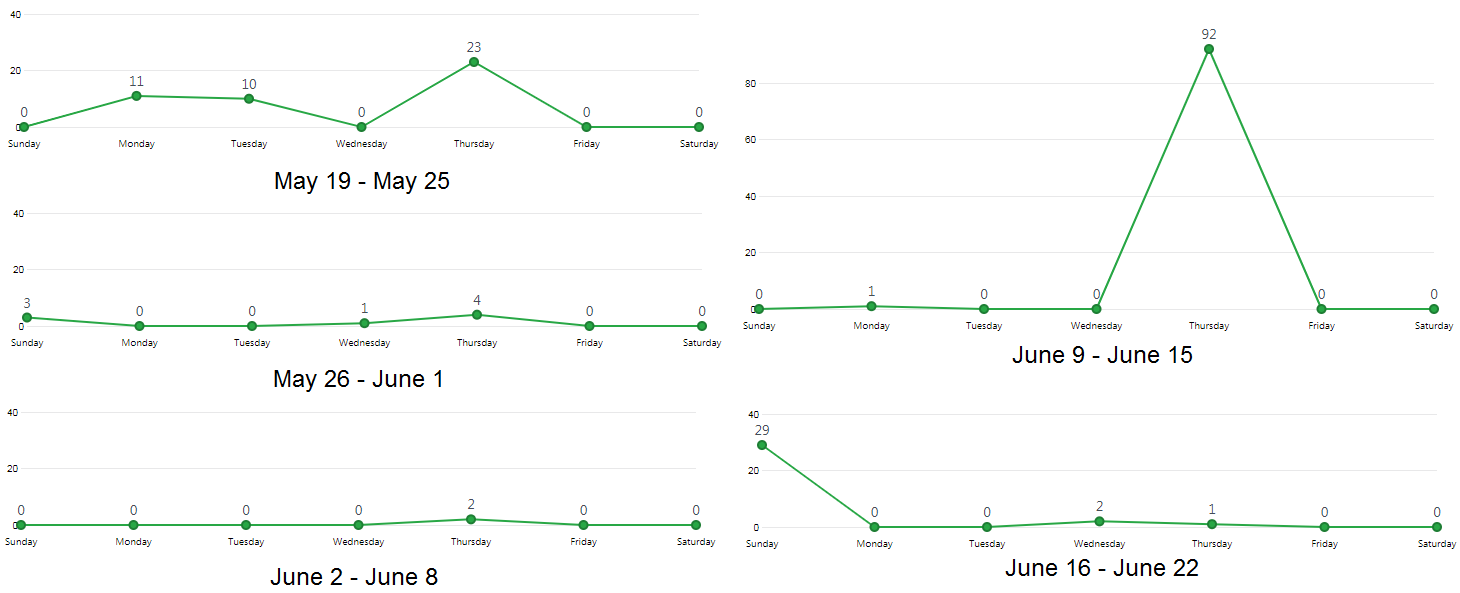 40
23
20
11
10
0 0 0 0
0
Sunday Monday Tuesday Wednesday Thursday Friday Saturday
May 19 - May 25
40
20
3 0 0 1 4 0 0
0
Sunday Monday Tuesday Wednesday Thursday Friday Saturday
May 26 - June 1
40
20
0 0 0 0 2 0 0
0
Sunday Monday Tuesday Wednesday Thursday Friday Saturday
June 2 - June 8
92
80
60
40
20
0 1 0 0 0 0
0
Sunday Monday Tuesday Wednesday Thursday Friday Saturday
June 9 - June 15
40
29
20
0 0 2 1 0 0
0
Sunday Monday Tuesday Wednesday Thursday Friday Saturday
June 16 - June 22